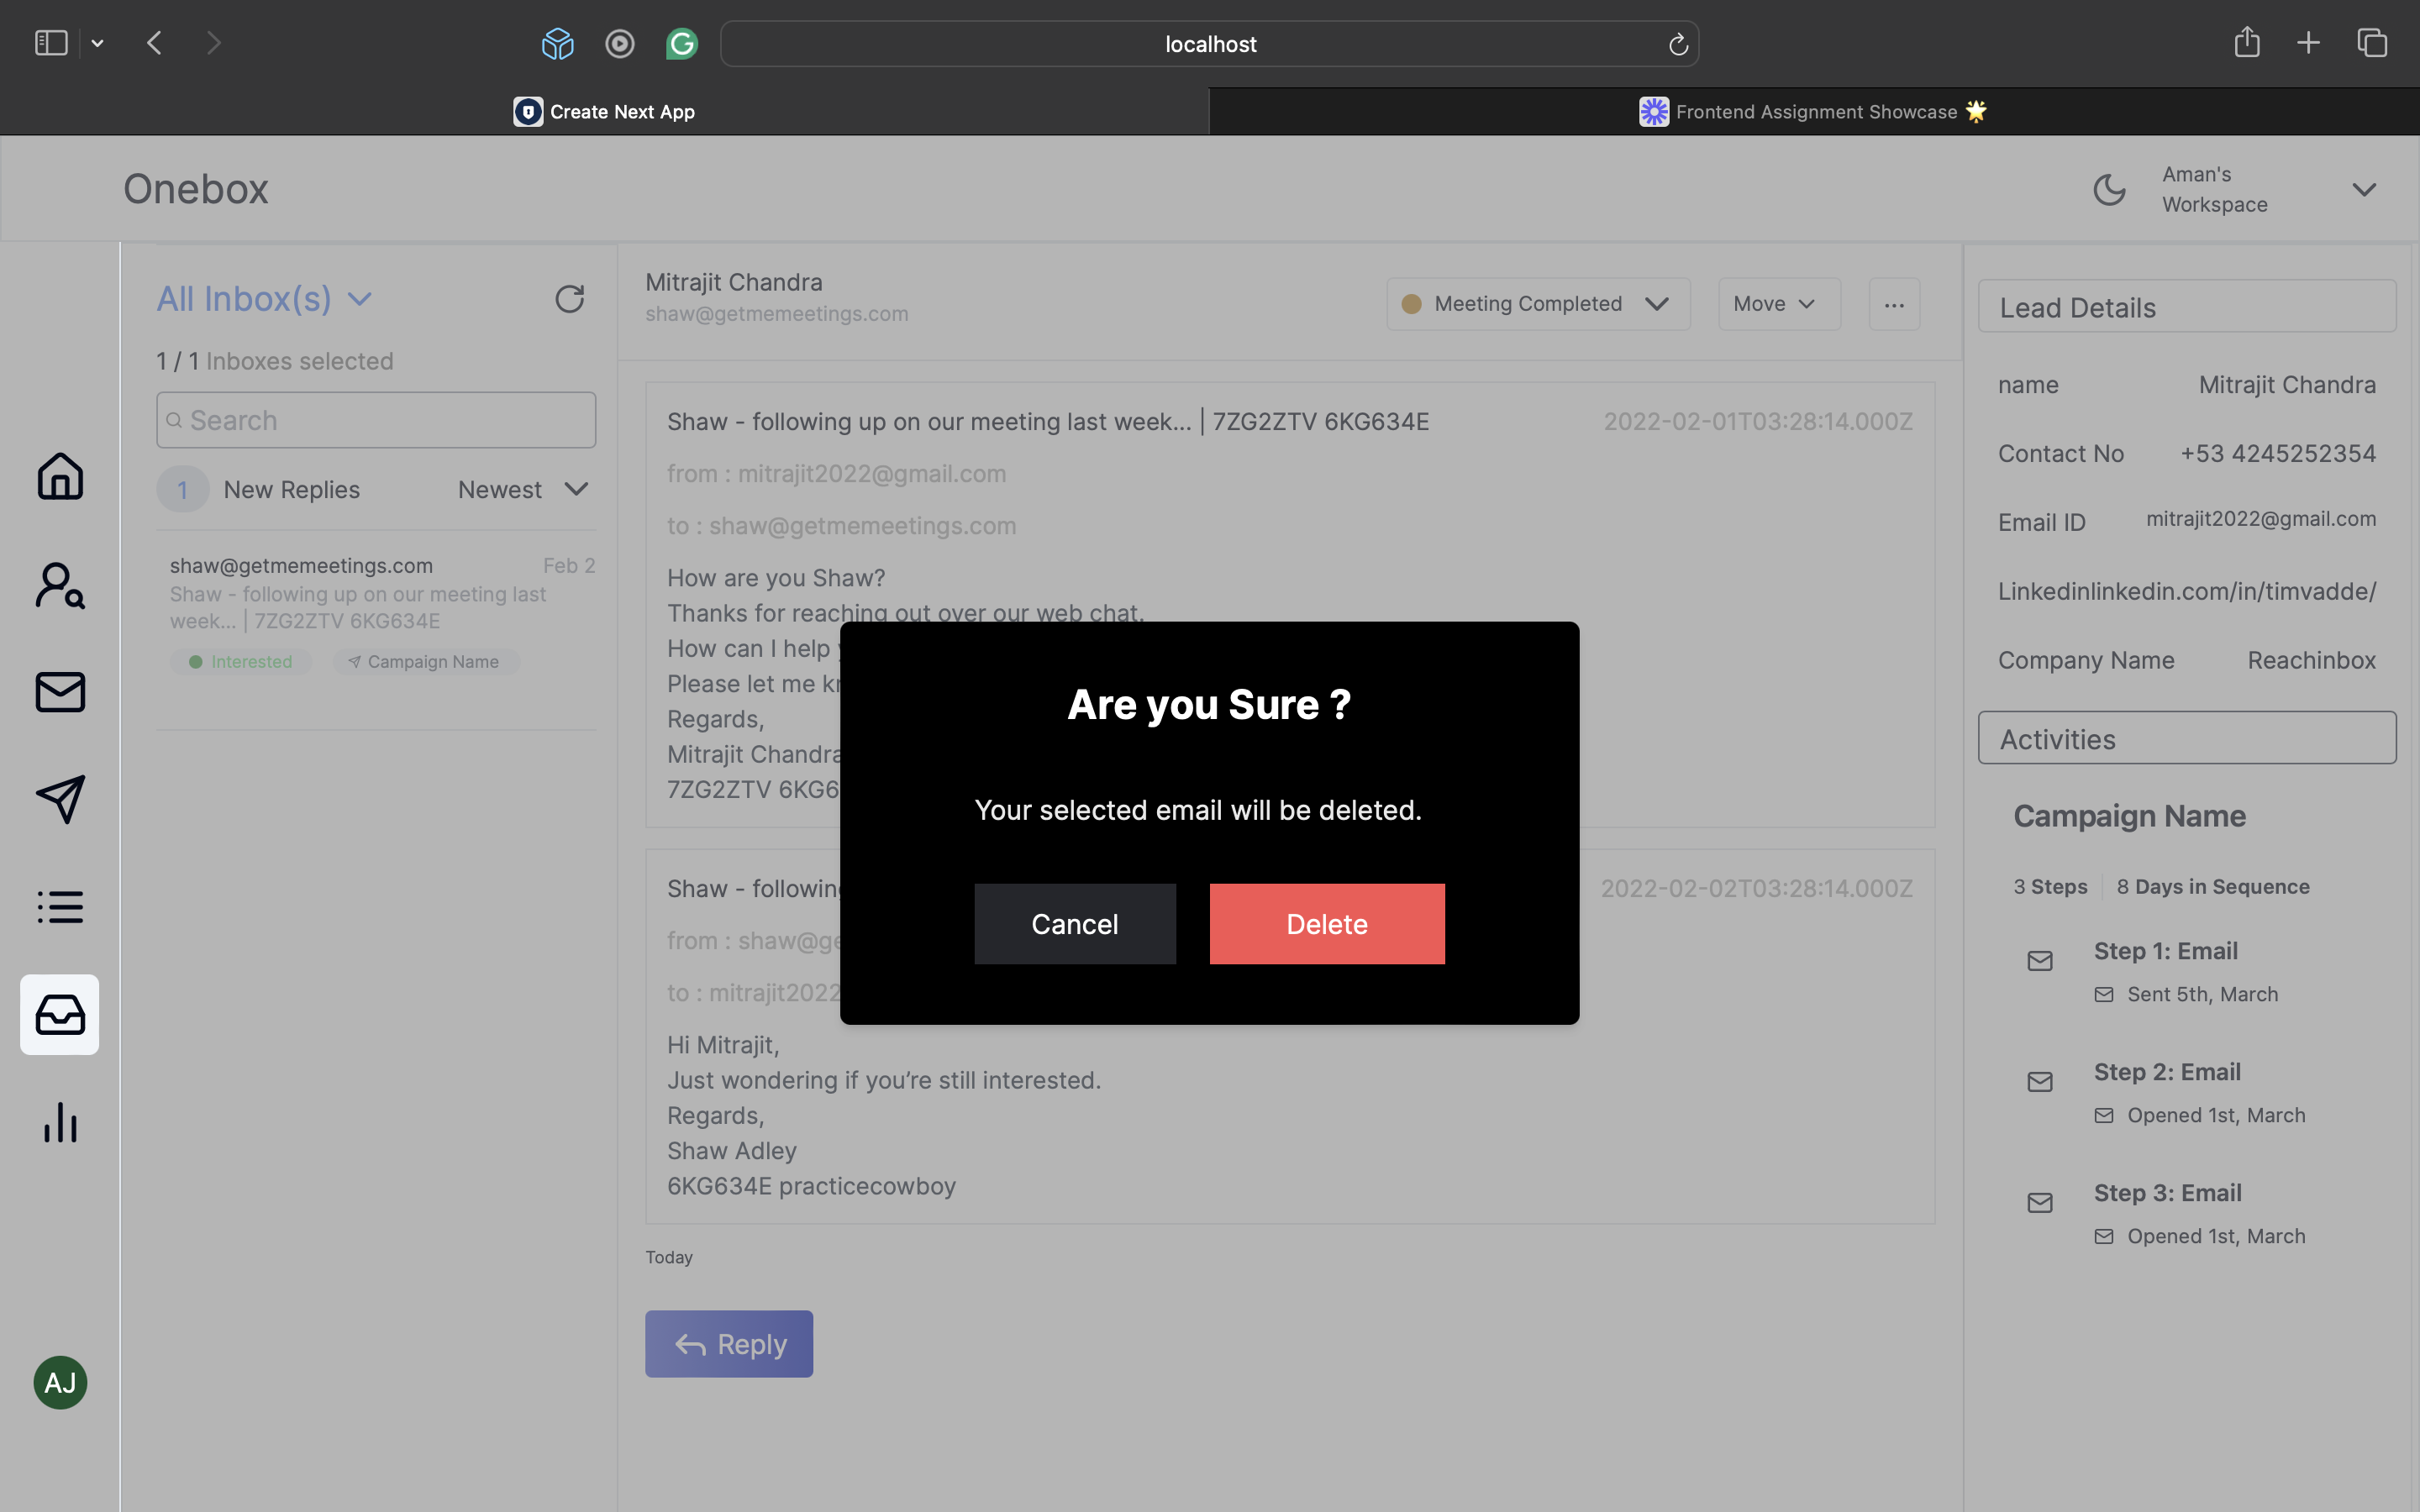 localhost
Create Next App
Frontend Assignment Showcase 🌟
Onebox
Aman's
Workspace
All Inbox(s)
1 / 1 Inboxes selected
Search
1 New Replies Newest
shaw@getmemeetings.com Feb 2
Shaw - following up on our meeting last
week... | 7ZG2ZTV 6KG634E
Interested Campaign Name
AJ
Mitrajit Chandra
shaw@getmemeetings.com
Meeting Completed Move ...
Shaw - following up on our meeting last week... | 7ZG2ZTV 6KG634E 2022-02-01T03:28:14.000Z
from : mitrajit2022@gmail.com
to : shaw@getmemeetings.com
How are you Shaw?
Thanks for reaching out over our web chat.
How can I help
Please let me
Regards,
Mitrajit Chandra
7ZG2ZTV 6KG6
Are you Sure ?
Your selected email will be deleted.
Cancel Delete
Shaw - following 2022-02-02T03:28:14.000Z
from : shaw@ge
to : mitrajit2022
Hi Mitrajit,
Just wondering if you’re still interested.
Regards,
Shaw Adley
6KG634E practicecowboy
Today
Reply
Lead Details
name Mitrajit Chandra
Contact No +53 4245252354
Email ID mitrajit2022@gmail.com
Linkedinlinkedin.com/in/timvadde/
Company Name Reachinbox
Activities
Campaign Name
3 Steps 8 Days in Sequence
Step 1: Email
Sent 5th, March
Step 2: Email
Opened 1st, March
Step 3: Email
Opened 1st, March